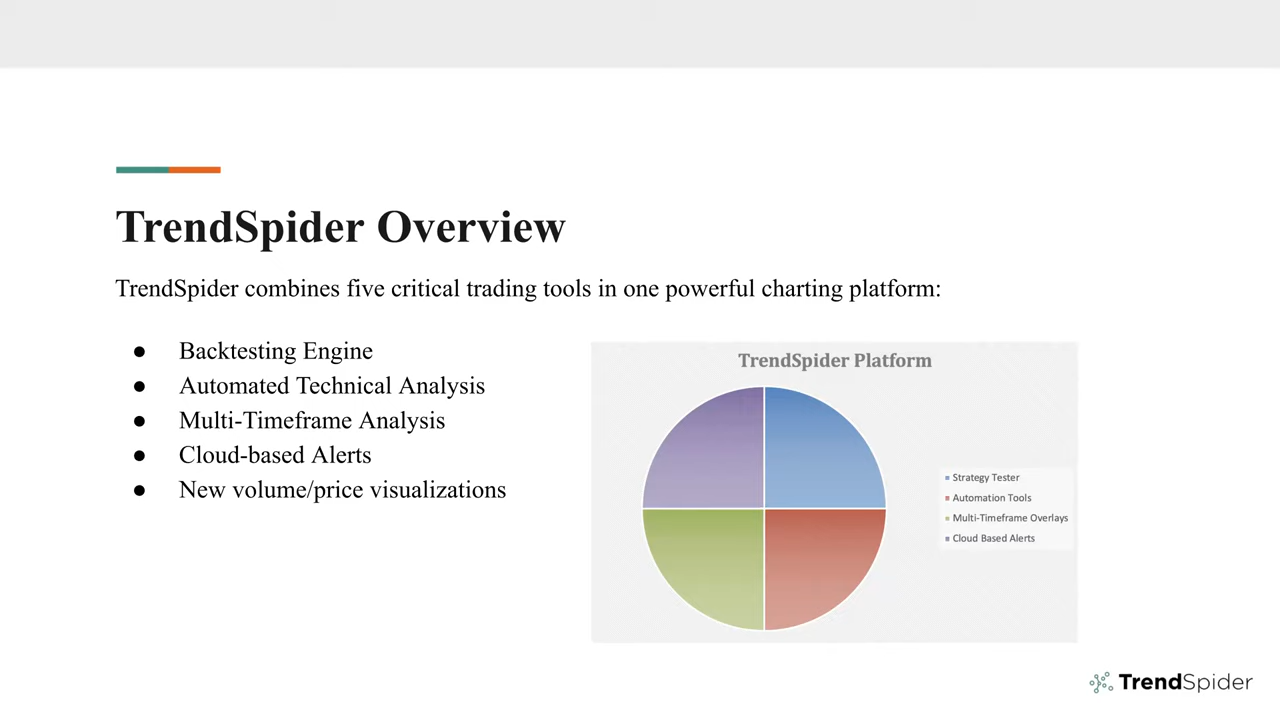 TrendSpider Overview
TrendSpider combines five critical trading tools in one powerful charting platform:
● Backtesting Engine
● Automated Technical Analysis
● Multi-Timeframe Analysis
● Cloud-based Alerts
● New volume/price visualizations
TrendSpider Platform
Strategy Tester
Automation Tools
Multi-Timeframe Overlays
Cloud Based Alerts
TrendSpider